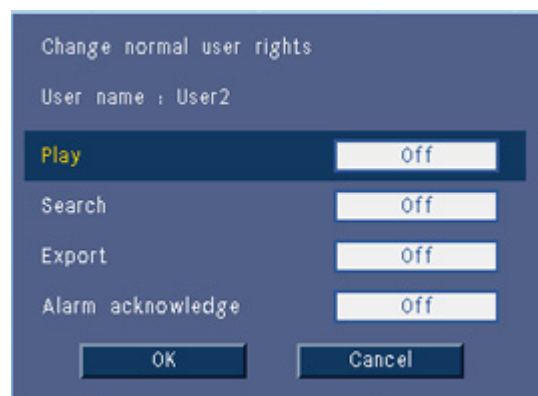 Change normal user rights
User name : User2
Play Off
Search Off
Export Off
Alarm acknowledge Off
OK Cancel